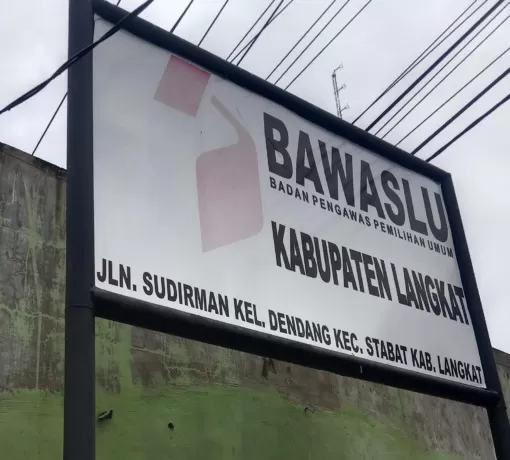 BAWASLU
BADAN PENGAWAS PEMILIHAN UMUM
KABUPATEN LANGKAT
JLN. SUDIRMAN KEL. DENDANG KEC. STABAT KAB. LANGKAT